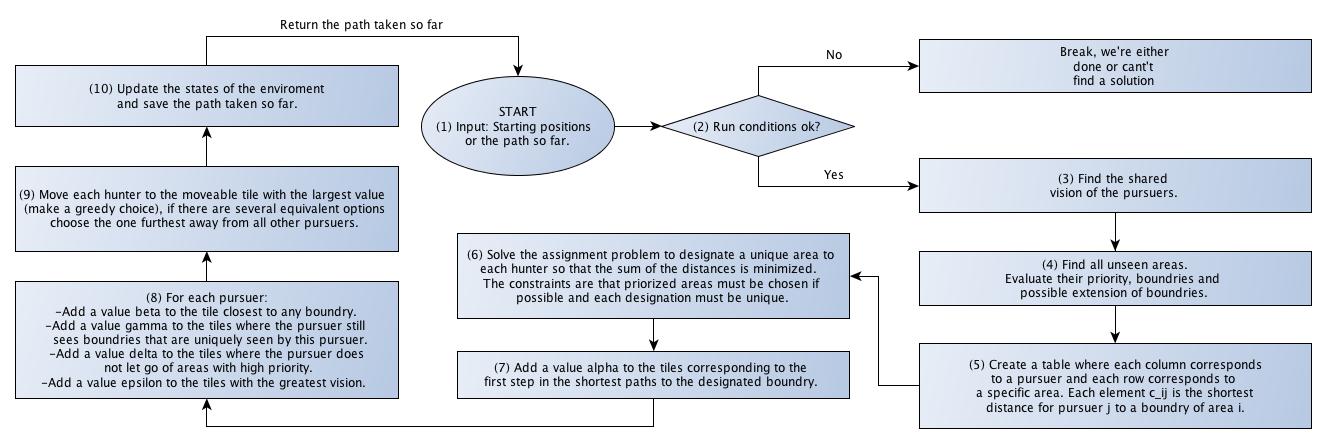 Return the path taken so far
START
(1) Input: Starting positions
or the path so far.
(2) Run conditions ok?
No
Break, we're either
done or cant't
find a solution
Yes
(3) Find the shared
vision of the pursuers.
(4) Find all unseen areas.
Evaluate their priority, boundries and
possible extension of boundries.
(5) Create a table where each column corresponds
to a pursuer and each row corresponds to
a specific area. Each element c_ij is the shortest
distance for pursuer j to a boundry of area i.
(6) Solve the assignment problem to designate a unique area to
each hunter so that the sum of the distances is minimized.
The constraints are that priorized areas must be chosen if
possible and each designation must be unique.
(7) Add a value alpha to the tiles corresponding to the
first step in the shortest paths to the designated boundry.
(8) For each pursuer:
-Add a value beta to the tile closest to any boundry.
-Add a value gamma to the tiles where the pursuer still
sees boundries that are uniquely seen by this pursuer.
-Add a value delta to the tiles where the pursuer does
not let go of areas with high priority.
-Add a value epsilon to the tiles with the greatest vision.
(9) Move each hunter to the moveable tile with the largest value
(make a greedy choice), if there are several equivalent options
choose the one furthest away from all other pursuers.
(10) Update the states of the enviroment
and save the path taken so far.